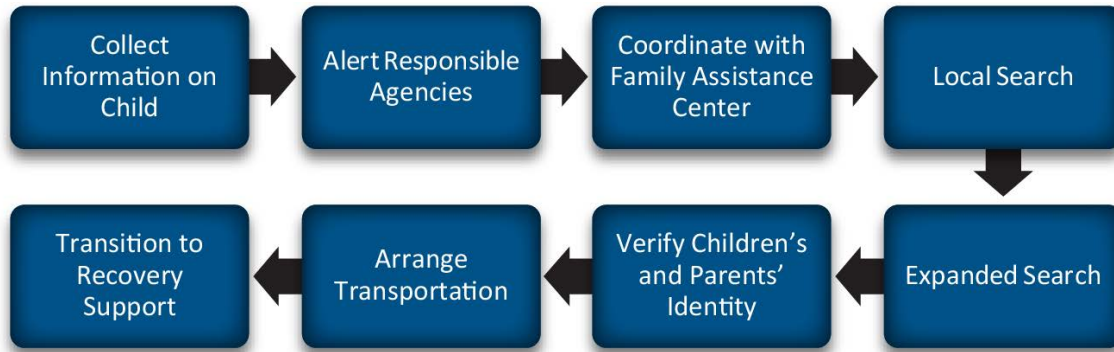 Collect
Information on
Child
Alert Responsible
Agencies
Coordinate with
Family Assistance
Center
Local Search
Expanded Search
Verify Children's
and Parents'
Identity
Arrange
Transportation
Transition to
Recovery
Support